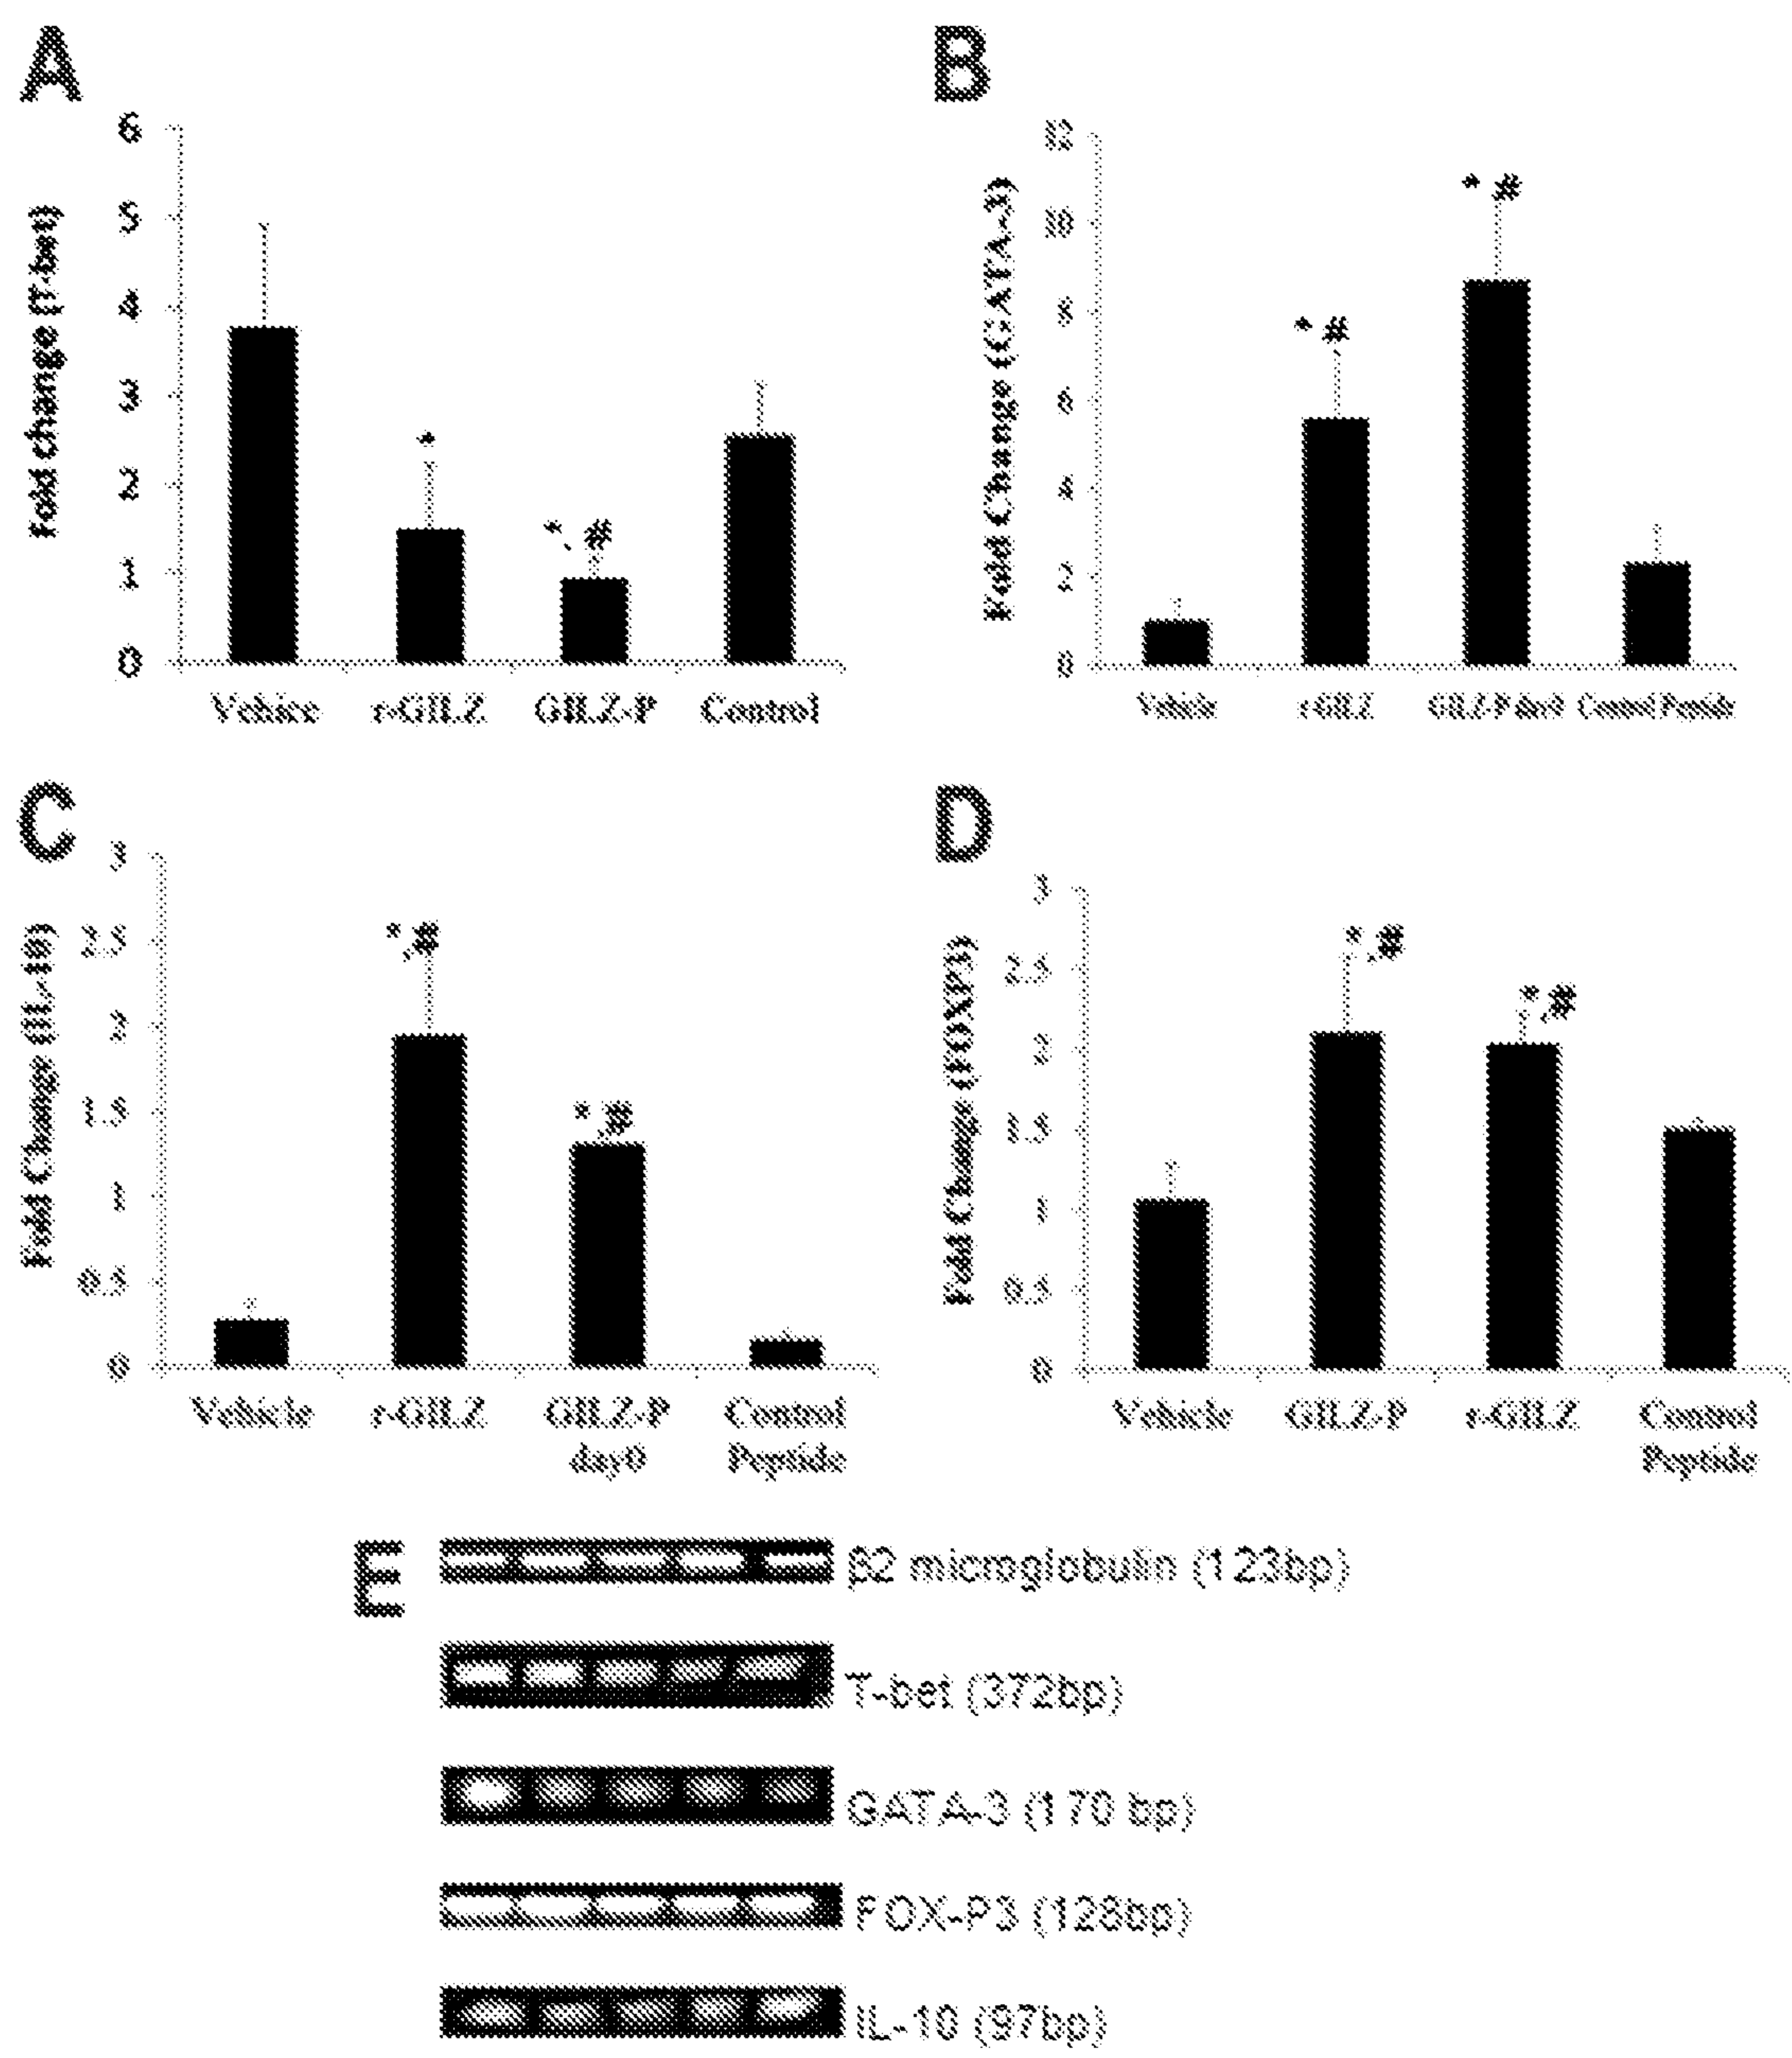 A
Fold change [T-bet]
6
5
4
3
2
1
0
*
*, #
Vehice r-GILZ GILZ-P Control
B
Fold Change (GATA-3)
12
10
8
6
4
2
0
* #
* #
Vehicle r-GILZ GILZ-P day0 Control Peptide
C
Fold Change (IL-10)
3
2.5
2
1.5
1
0.5
0
*,#
*,#
Vehicle r-GILZ GILZ-P Control
day0 Peptide
D
Fold Change (FOXP3)
3
2.5
2
1.5
1
0.5
0
*,#
*,#
Vehicle GILZ-P r-GILZ Control
Peptide
E
β2 microglobulin (123bp)
T-bet (372bp)
GATA-3 (170 bp)
FOX-P3 (128bp)
IL-10 (97bp)